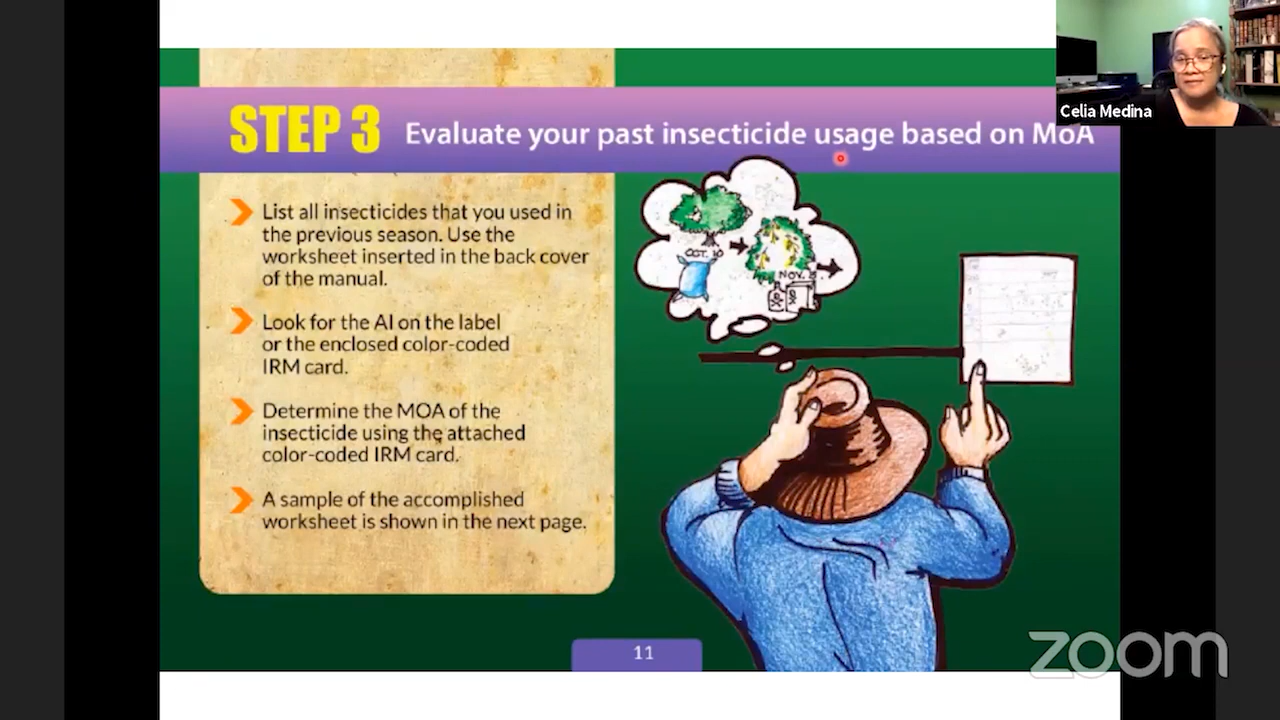 Celia Medina
STEP 3
Evaluate your past insecticide usage based on MoA
List all insecticides that you used in
the previous season. Use the
worksheet inserted in the back cover
of the manual.
Look for the AI on the label
or the enclosed color-coded
IRM card.
Determine the MOA of the
insecticide using the attached
color-coded IRM card.
A sample of the accomplished
worksheet is shown in the next page.
OCT. 10
NOV.
11
zoom